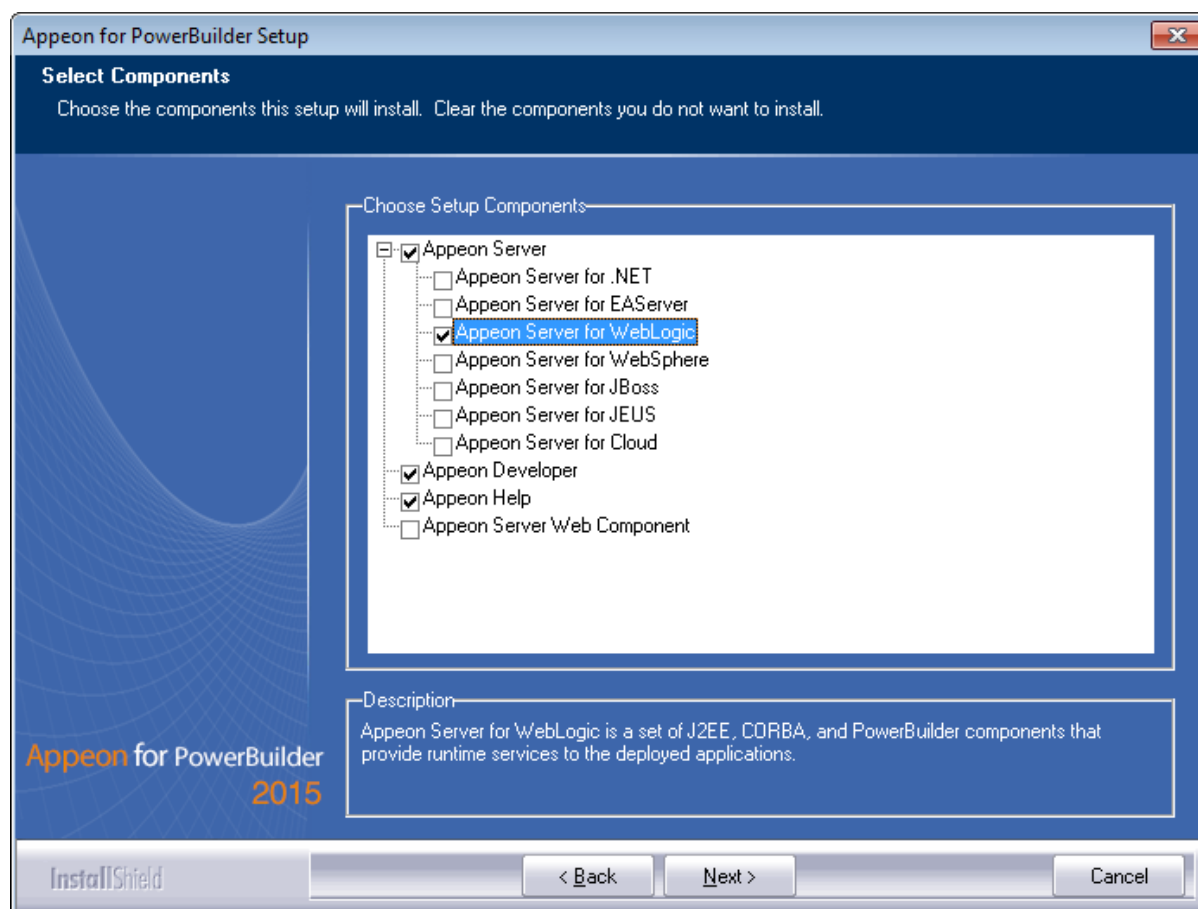 Appeon for PowerBuilder Setup
Select Components
Choose the components this setup will install. Clear the components you do not want to install.
Choose Setup Components
Appeon Server
Appeon Server for .NET
Appeon Server for EAServer
Appeon Server for WebLogic
Appeon Server for WebSphere
Appeon Server for JBoss
Appeon Server for JEUS
Appeon Server for Cloud
Appeon Developer
Appeon Help
Appeon Server Web Component
Description
Appeon Server for WebLogic is a set of J2EE, CORBA, and PowerBuilder components that
provide runtime services to the deployed applications.
Appeon for PowerBuilder
2015
InstallShield
< Back
Next >
Cancel